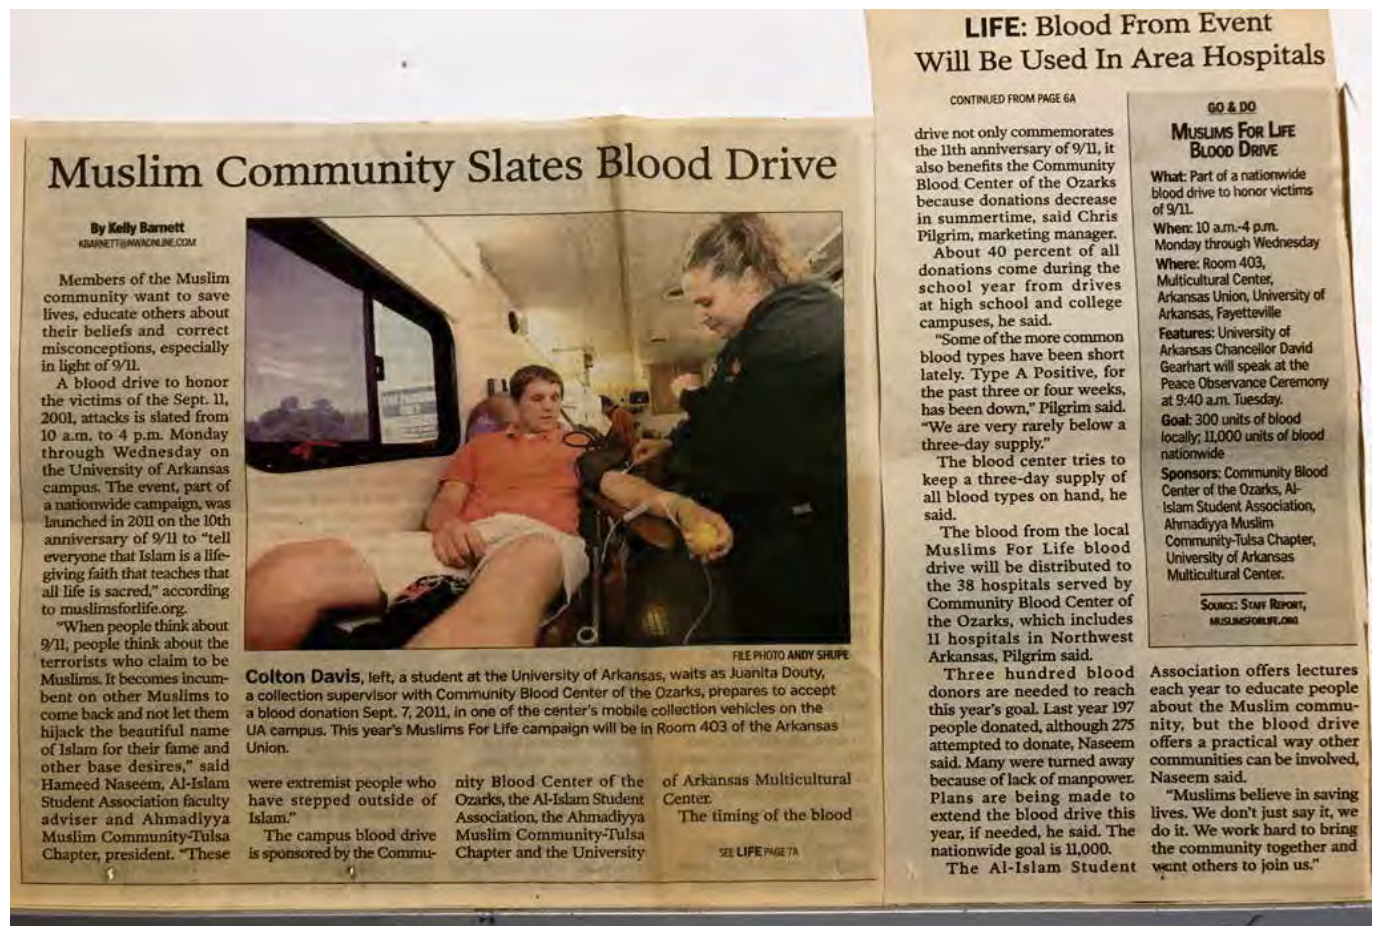 Muslim Community Slates Blood Drive
By Kelly Barnett
KBARNETT@NWAONLINE.COM
Members of the Muslim
community want to save
lives, educate others about
their beliefs and correct
misconceptions, especially
in light of 9/11.
A blood drive to honor
the victims of the Sept. 11,
2001, attacks is slated from
10 a.m. to 4 p.m. Monday
through Wednesday on
the University of Arkansas
campus. The event, part of
a nationwide campaign, was
launched in 2011 on the 10th
anniversary of 9/11 to “tell
everyone that Islam is a life-
giving faith that teaches that
all life is sacred,” according
to muslimsforlife.org.
“When people think about
9/11, people think about the
terrorists who claim to be
Muslims. It becomes incum-
bent on other Muslims to
come back and not let them
hijack the beautiful name
of Islam for their fame and
other base desires,” said
Hameed Naseem, Al-Islam
Student Association faculty
adviser and Ahmadiyya
Muslim Community-Tulsa
Chapter, president. “These
FILE PHOTO ANDY SHUPE
Colton Davis, left, a student at the University of Arkansas, waits as Juanita Douty,
a collection supervisor with Community Blood Center of the Ozarks, prepares to accept
a blood donation Sept. 7, 2011, in one of the center's mobile collection vehicles on the
UA campus. This year's Muslims For Life campaign will be in Room 403 of the Arkansas
Union.
were extremist people who
have stepped outside of
Islam.”
The campus blood drive
is sponsored by the Commu-
nity Blood Center of the
Ozarks, the Al-Islam Student
Association, the Ahmadiyya
Muslim Community-Tulsa
Chapter and the University
of Arkansas Multicultural
Center.
The timing of the blood
SEE LIFE PAGE 7A
LIFE: Blood From Event
Will Be Used In Area Hospitals
CONTINUED FROM PAGE 6A
drive not only commemorates
the 11th anniversary of 9/11, it
also benefits the Community
Blood Center of the Ozarks
because donations decrease
in summertime, said Chris
Pilgrim, marketing manager.
About 40 percent of all
donations come during the
school year from drives
at high school and college
campuses, he said.
“Some of the more common
blood types have been short
lately. Type A Positive, for
the past three or four weeks,
has been down,” Pilgrim said.
“We are very rarely below a
three-day supply.”
The blood center tries to
keep a three-day supply of
all blood types on hand, he
said.
The blood from the local
Muslims For Life blood
drive will be distributed to
the 38 hospitals served by
Community Blood Center of
the Ozarks, which includes
11 hospitals in Northwest
Arkansas, Pilgrim said.
Three hundred blood
donors are needed to reach
this year's goal. Last year 197
people donated, although 275
attempted to donate, Naseem
said. Many were turned away
because of lack of manpower.
Plans are being made to
extend the blood drive this
year, if needed, he said. The
nationwide goal is 11,000.
The Al-Islam Student
GO & DO
MUSLIMS FOR LIFE
BLOOD DRIVE
What: Part of a nationwide
blood drive to honor victims
of 9/11.
When: 10 a.m.-4 p.m.
Monday through Wednesday
Where: Room 403,
Multicultural Center,
Arkansas Union, University of
Arkansas, Fayetteville
Features: University of
Arkansas Chancellor David
Gearhart will speak at the
Peace Observance Ceremony
at 9:40 a.m. Tuesday.
Goal: 300 units of blood
locally; 11,000 units of blood
nationwide
Sponsors: Community Blood
Center of the Ozarks, Al-
Islam Student Association,
Ahmadiyya Muslim
Community-Tulsa Chapter,
University of Arkansas
Multicultural Center.
SOURCE: STAFF REPORT,
MUSLIMSFORLIFE.ORG
Association offers lectures
each year to educate people
about the Muslim commu-
nity, but the blood drive
offers a practical way other
communities can be involved,
Naseem said.
“Muslims believe in saving
lives. We don't just say it, we
do it. We work hard to bring
the community together and
want others to join us.”